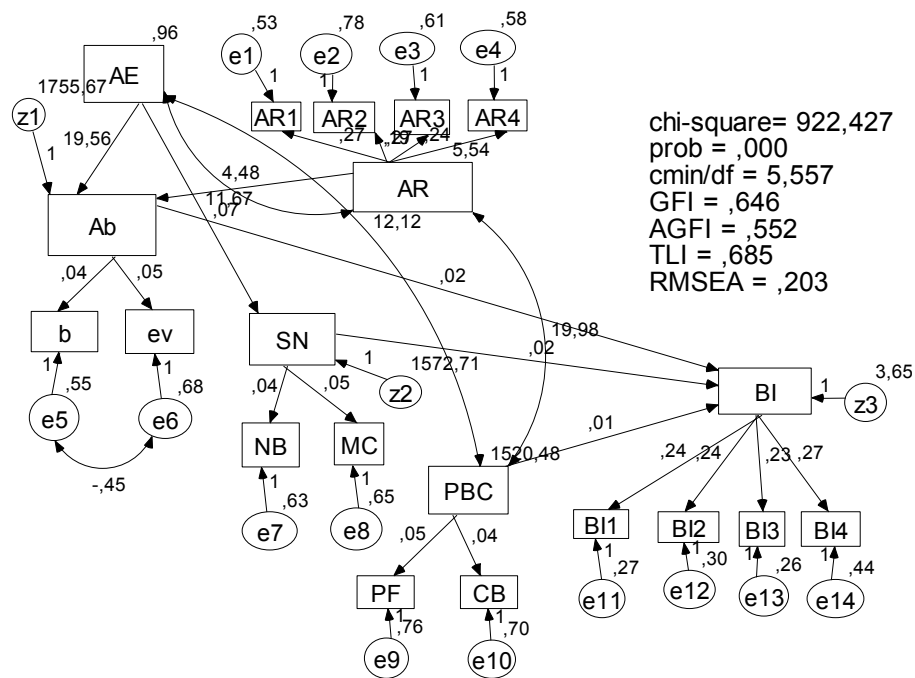 ,96
,53
,78
,61
,58
e1
e2
e3
e4
AE
1
1
1
1
1755,67
AR1
AR2
AR3
AR4
z1
,27
,24
19,56
5,54
1
4,48
AR
11,67
,07
12,12
Ab
chi-square= 922,427
prob = ,000
cmin/df = 5,557
GFI = ,646
AGFI = ,552
TLI = ,685
RMSEA = ,203
,04
,05
,02
b
ev
SN
19,98
,02
1
1
1
1572,71
3,65
,55
,68
BI
1
e5
e6
,04
,05
z2
z3
,01
-,45
NB
MC
1520,48
,24
,24
,23
,27
1
1
PBC
,63
,65
e7
e8
BI1
BI2
BI3
BI4
,05
,04
1
1
1
1
,27
,30
,26
,44
PF
CB
e11
e12
e13
e14
1
1
,76
,70
e9
e10